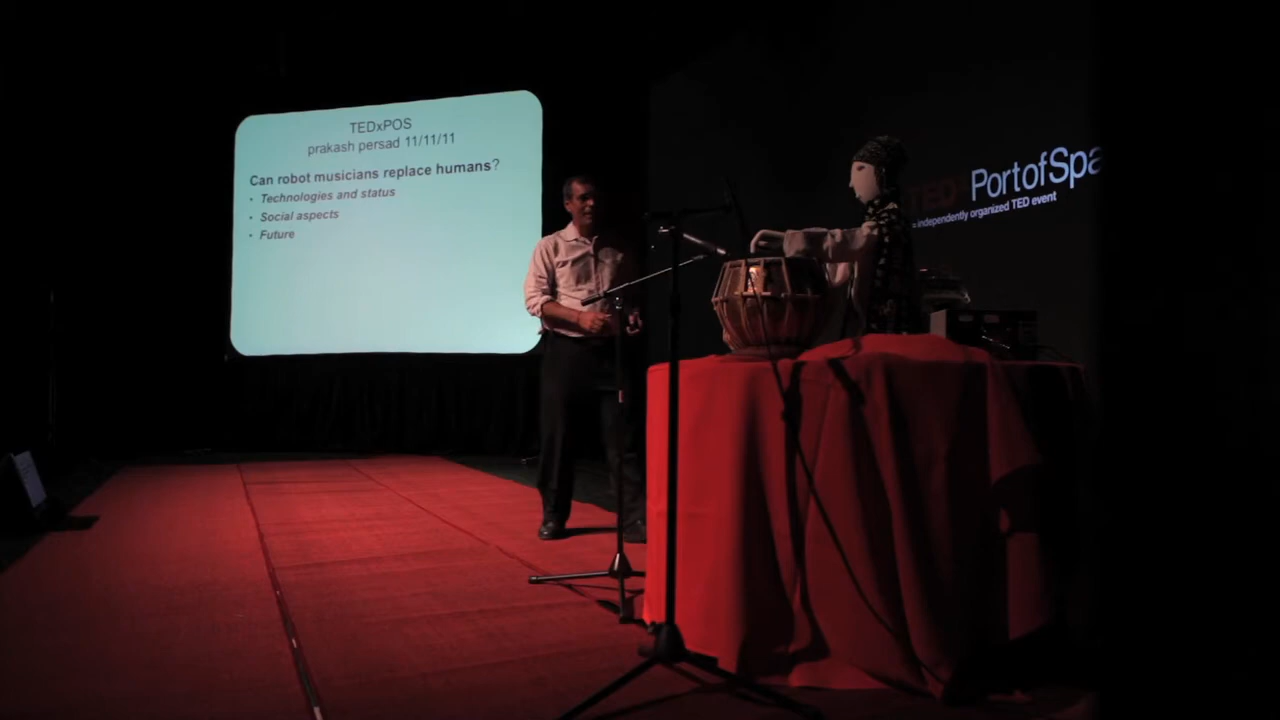 TEDxPOS
prakash persad 11/11/11
Can robot musicians replace humans?
• Technologies and status
• Social aspects
• Future
TEDx PortofSpa
independently organized TED event